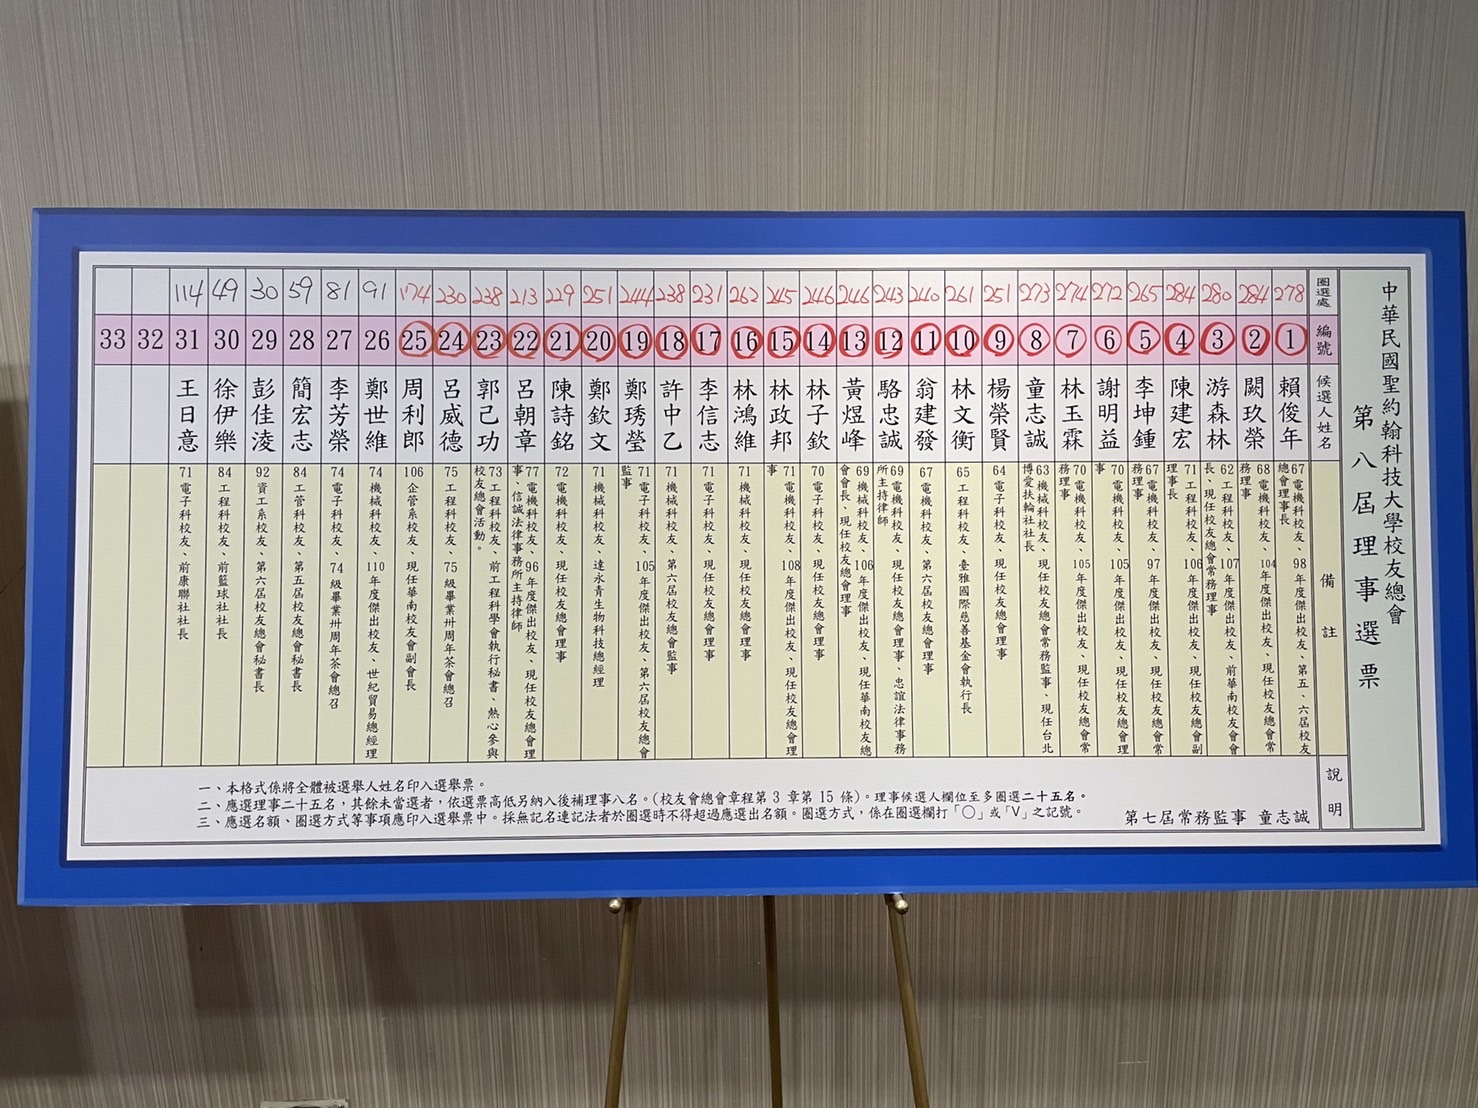 中華民國聖約翰科技大學校友總會
第八屆理事選票
圈選處
編號
候選人姓名
備註
說明
278
1
賴俊年
67電機科校友、98年度傑出校友、第五、六屆校友
總會理事長
284
2
闕玖榮
68電機科校友、104年度傑出校友、現任校友總會常
務理事
280
3
游森林
62電機科校友、107年度傑出校友、前華南校友會會
長、現任校友總會常務理事
284
4
陳建宏
71工程科校友、106年度傑出校友、現任校友總會副
理事長
265
5
李坤鍾
67電機科校友、97年度傑出校友、現任校友總會常
務理事
272
6
謝明益
70電機科校友、105年度傑出校友、現任校友總會理
事
274
7
林玉霖
70電機科校友、105年度傑出校友、現任校友總會常
務理事
273
8
童志誠
63機械科校友、現任校友總會常務監事、現任台北
博愛扶輪社社長
251
9
楊榮賢
64電子科校友、現任校友總會理事
261
10
林文衡
65工程科校友、臺雅國際慈善基金會執行長
240
11
翁建發
67電機科校友、第六屆校友總會理事
243
12
駱忠誠
69電機科校友、現任校友總會理事、忠誼法律事務
所主持律師
246
13
黃煜峰
69機械科校友、106年度傑出校友、現任華南校友總
會會長、現任校友總會理事
246
14
林子欽
70電子科校友、現任校友總會理事
245
15
林政邦
71電機科校友、108年度傑出校友、現任校友總會理
事
262
16
林鴻維
71機械科校友、現任校友總會理事
231
17
李信志
71電子科校友、現任校友總會理事
238
18
許中乙
71機械科校友、第六屆校友總會監事
244
19
鄭琇瑩
71電子科校友、105年度傑出校友、第六屆校友總會
監事
251
20
鄭欽文
71機械科校友、達永青生物科技總經理
229
21
陳詩銘
72電機科校友、現任校友總會理事
213
22
呂朝章
77電機科校友、96年度傑出校友、現任校友總會理
事、信誠法律事務所主持律師
238
23
郭己功
73工程科校友、前工程科學會執行秘書、熱心參與
校友總會活動。
230
24
呂威德
75工程科校友、75級畢業卅周年茶會總召
174
25
周利郎
106企管系校友、現任華南校友會副會長
91
26
鄭世維
74機械科校友、110年度傑出校友、世紀貿易總經理
81
27
李芳榮
74電子科校友、74級畢業卅周年茶會總召
59
28
簡宏志
84工管科校友、第五屆校友總會秘書長
30
29
彭佳淩
92資工系校友、第六屆校友總會秘書長
49
30
徐伊樂
84工程科校友、前籃球社社長
114
31
王日意
71電子科校友、前康聯社社長
32
33
一、本格式係將全體被選舉人姓名印入選舉票。
二、應選理事二十五名，其餘未當選者，依選票高低另納入後補理事八名。(校友會總會章程第 3 章第 15 條)。理事候選人欄位至多圈選二十五名。
三、應選名額、圈選方式等事項應印入選舉票中。採無記名連記法者於圈選時不得超過應選出名額。圈選方式，係在圈選欄打「○」或「V」之記號。
第七屆常務監事 童志誠